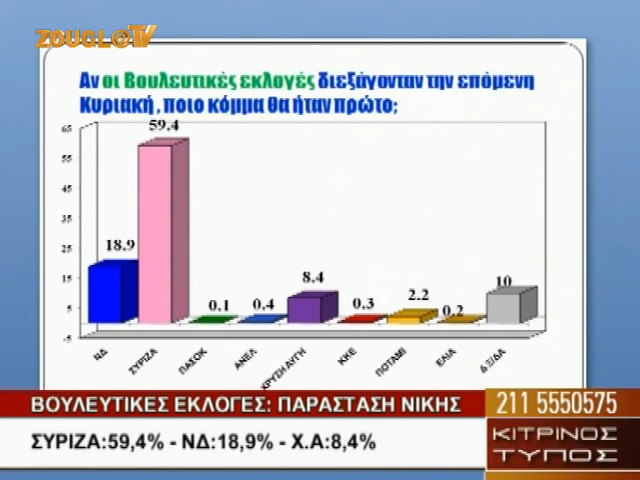 ZOUGL@TV
Αν οι Βουλευτικές εκλογές διεξάγονταν την επόμενη
Κυριακή , ποιο κόμμα θα ήταν πρώτο;
65
55
45
35
25
15
5
-5
18.9
59.4
0.1
0.4
8.4
0.3
2.2
0.2
10
ΝΔ
ΣΥΡΙΖΑ
ΠΑΣΟΚ
ΑΝΕΛ
ΧΡΥΣΗ ΑΥΓΗ
ΚΚΕ
ΠΟΤΑΜΙ
ΕΛΙΑ
Δ Ξ/ΔΑ
ΒΟΥΛΕΥΤΙΚΕΣ ΕΚΛΟΓΕΣ: ΠΑΡΑΣΤΑΣΗ ΝΙΚΗΣ
211 5550575
ΣΥΡΙΖΑ:59,4% - ΝΔ:18,9% - Χ.Α:8,4%
ΚΙΤΡΙΝΟΣ
ΤΥΠΟΣ